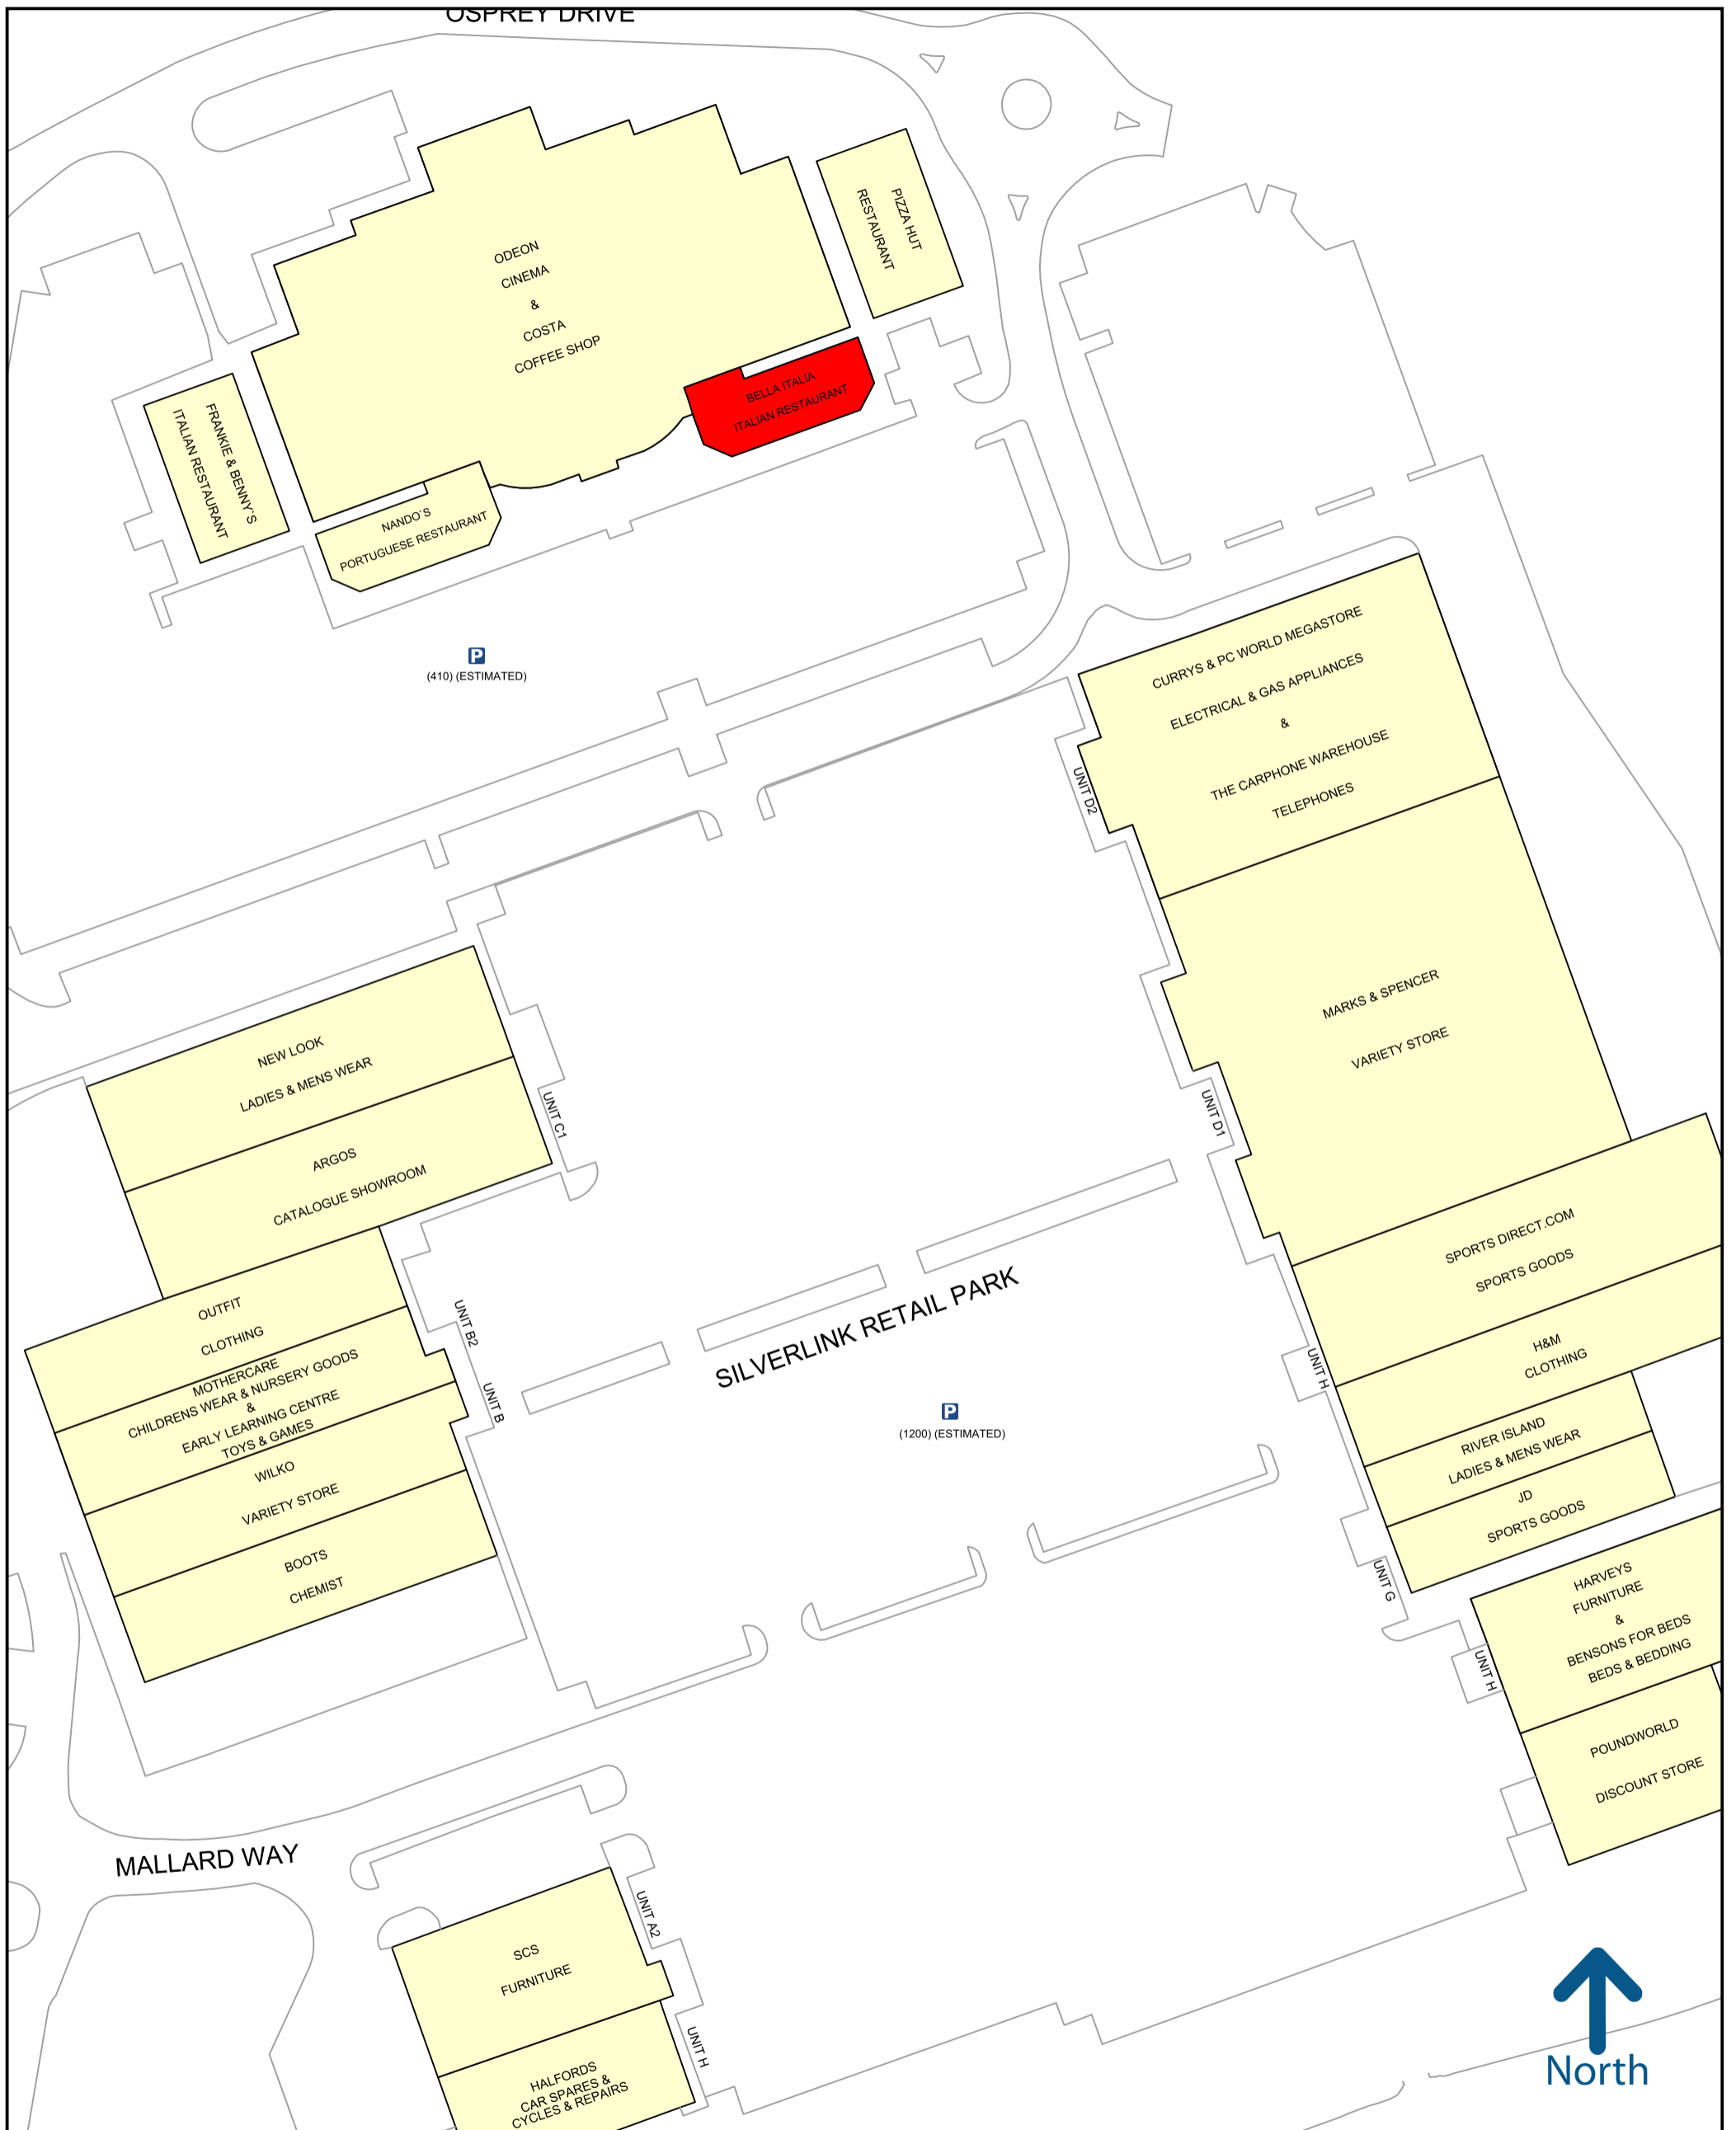 OSPREY DRIVE
ODEON
CINEMA
&
COSTA
COFFEE SHOP
PIZZA HUT
RESTAURANT
BELLA ITALIA
ITALIAN RESTAURANT
FRANKIE & BENNY`S
ITALIAN RESTAURANT
NANDO`S
PORTUGUESE RESTAURANT
P
(410) (ESTIMATED)
CURRYS & PC WORLD MEGASTORE
ELECTRICAL & GAS APPLIANCES
&
THE CARPHONE WAREHOUSE
TELEPHONES
UNIT D2
MARKS & SPENCER
VARIETY STORE
UNIT D1
NEW LOOK
LADIES & MENS WEAR
ARGOS
CATALOGUE SHOWROOM
UNIT C1
SPORTS DIRECT.COM
SPORTS GOODS
H&M
CLOTHING
UNIT H
RIVER ISLAND
LADIES & MENS WEAR
JD
SPORTS GOODS
UNIT G
OUTFIT
CLOTHING
UNIT B2
MOTHERCARE
CHILDRENS WEAR & NURSERY GOODS
&
EARLY LEARNING CENTRE
TOYS & GAMES
UNIT B
WILKO
VARIETY STORE
BOOTS
CHEMIST
SILVERLINK RETAIL PARK
P
(1200) (ESTIMATED)
HARVEYS
FURNITURE
&
BENSONS FOR BEDS
BEDS & BEDDING
UNIT H
POUNDWORLD
DISCOUNT STORE
MALLARD WAY
SCS
FURNITURE
UNIT A2
HALFORDS
CAR SPARES &
CYCLES & REPAIRS
UNIT H
North